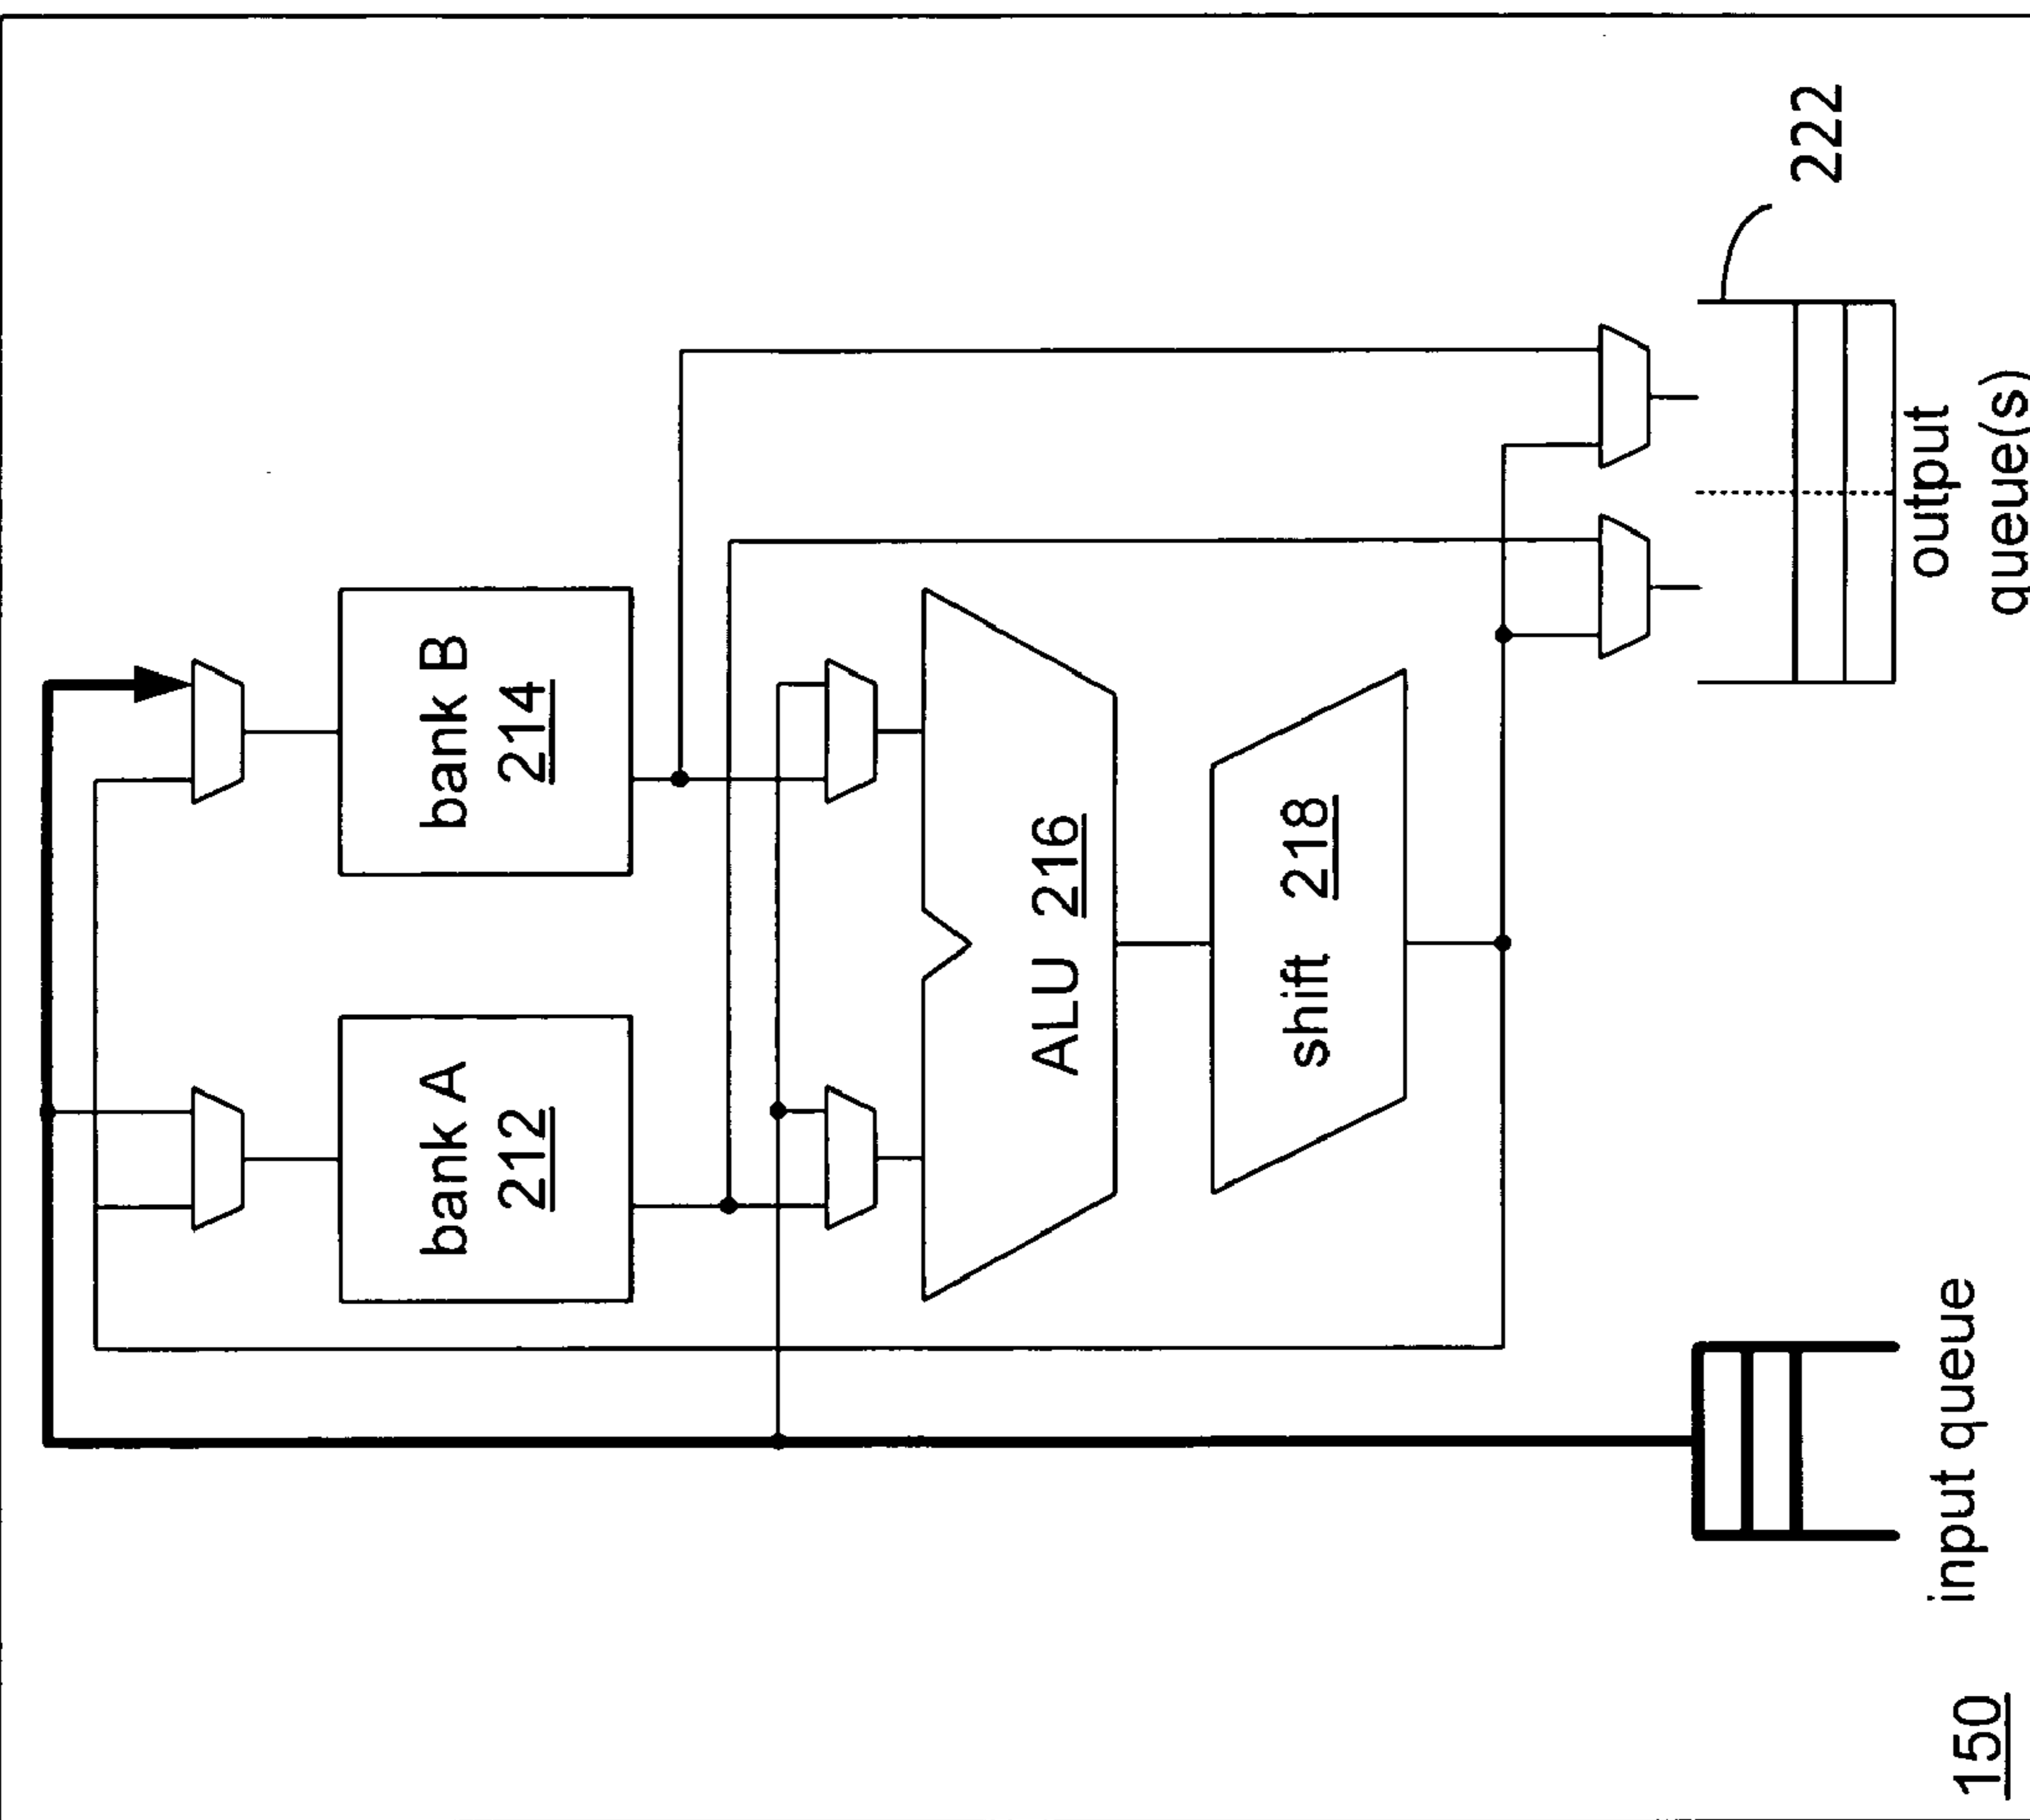 bank A
212
bank B
214
ALU 216
shift 218
222
input queue
output
queue(s)
150